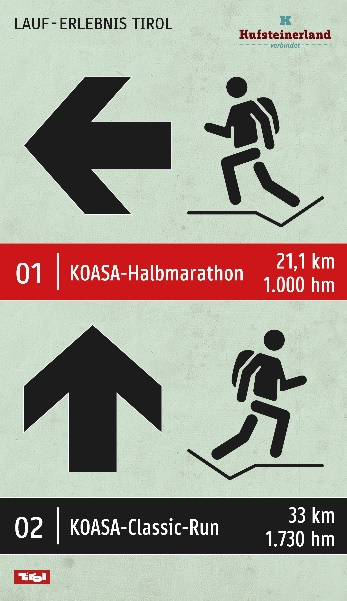 LAUF-ERLEBNIS TIROL
K
Kufsteinerland
verbindet
01 | KOASA-Halbmarathon
21,1 km
1.000 hm
02 | KOASA-Classic-Run
33 km
1.730 hm
Tirol